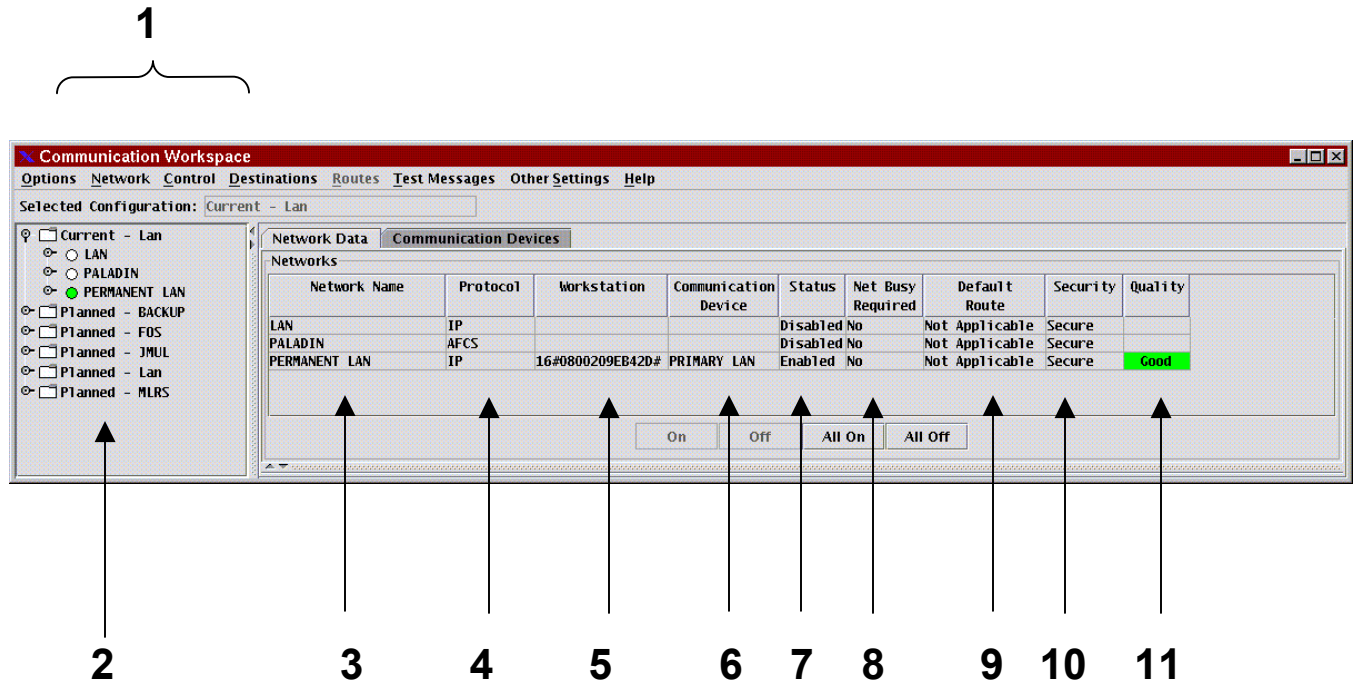 1
Communication Workspace
Options Network Control Destinations Routes Test Messages Other Settings Help
Selected Configuration: Current - Lan
Current - Lan
LAN
PALADIN
PERMANENT LAN
Planned - BACKUP
Planned - FOS
Planned - JMUL
Planned - Lan
Planned - MLRS
Network Data Communication Devices
Networks
Network Name Protocol Workstation Communication Device Status Net Busy Required Default Route Security Quality
LAN IP Disabled No Not Applicable Secure
PALADIN AFCS Disabled No Not Applicable Secure
PERMANENT LAN IP 16#0800209EB42D# PRIMARY LAN Enabled No Not Applicable Secure Good
On Off All On All Off
2 3 4 5 6 7 8 9 10 11